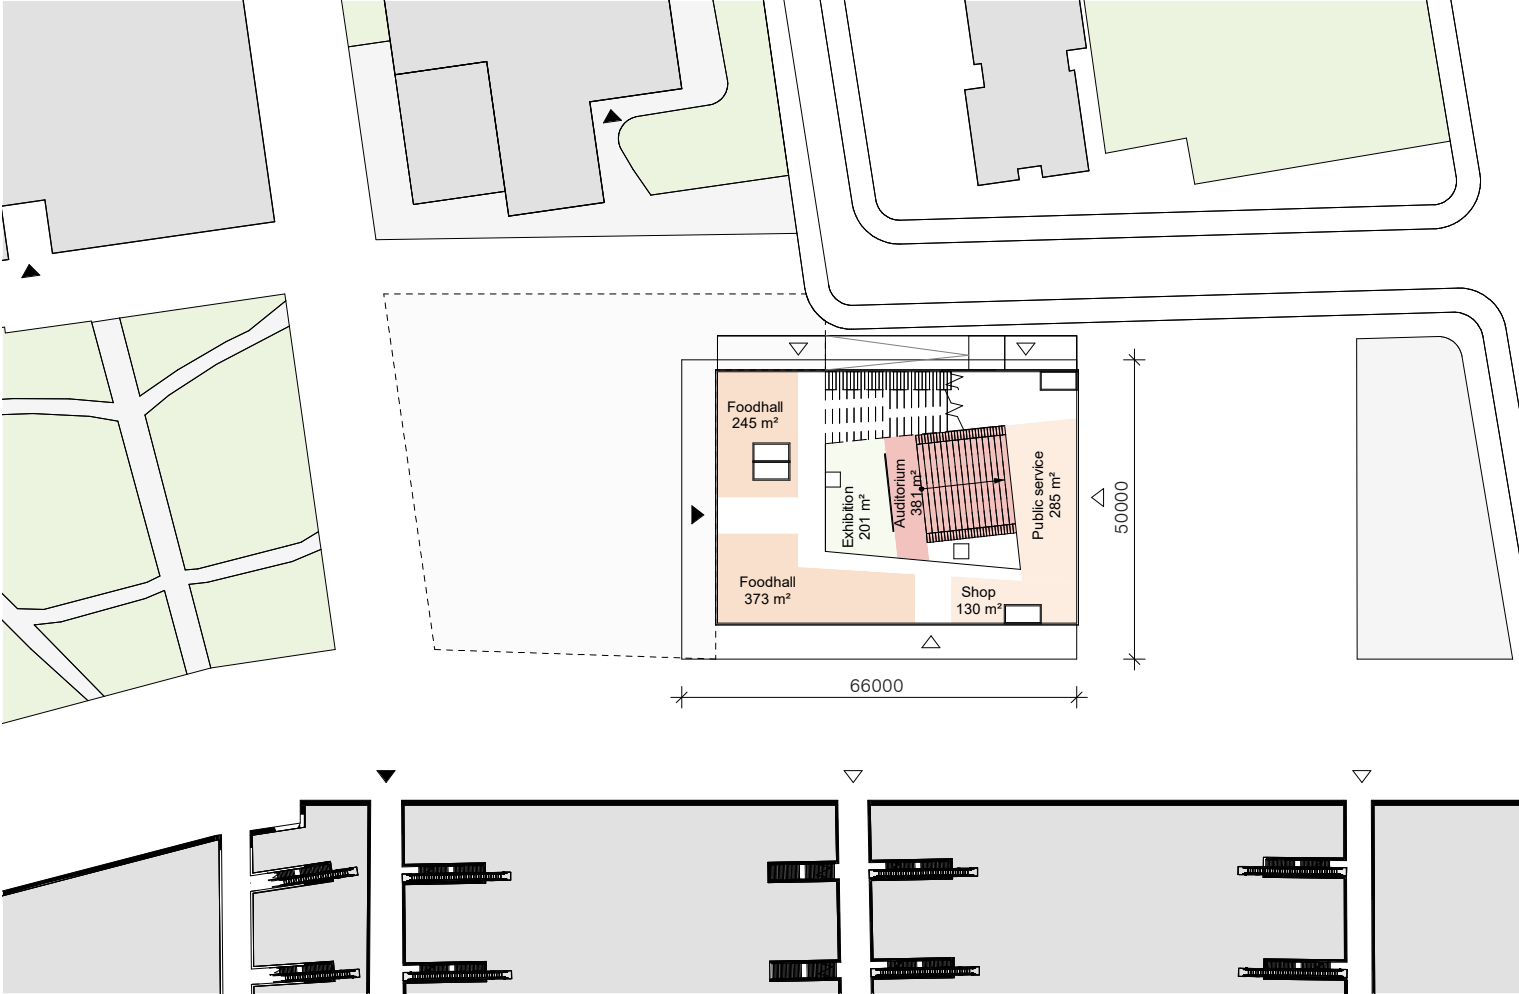 Foodhall
245 m²
Exhibition
201 m²
Auditorium
381 m²
Public service
285 m²
50000
Foodhall
373 m²
Shop
130 m²
66000